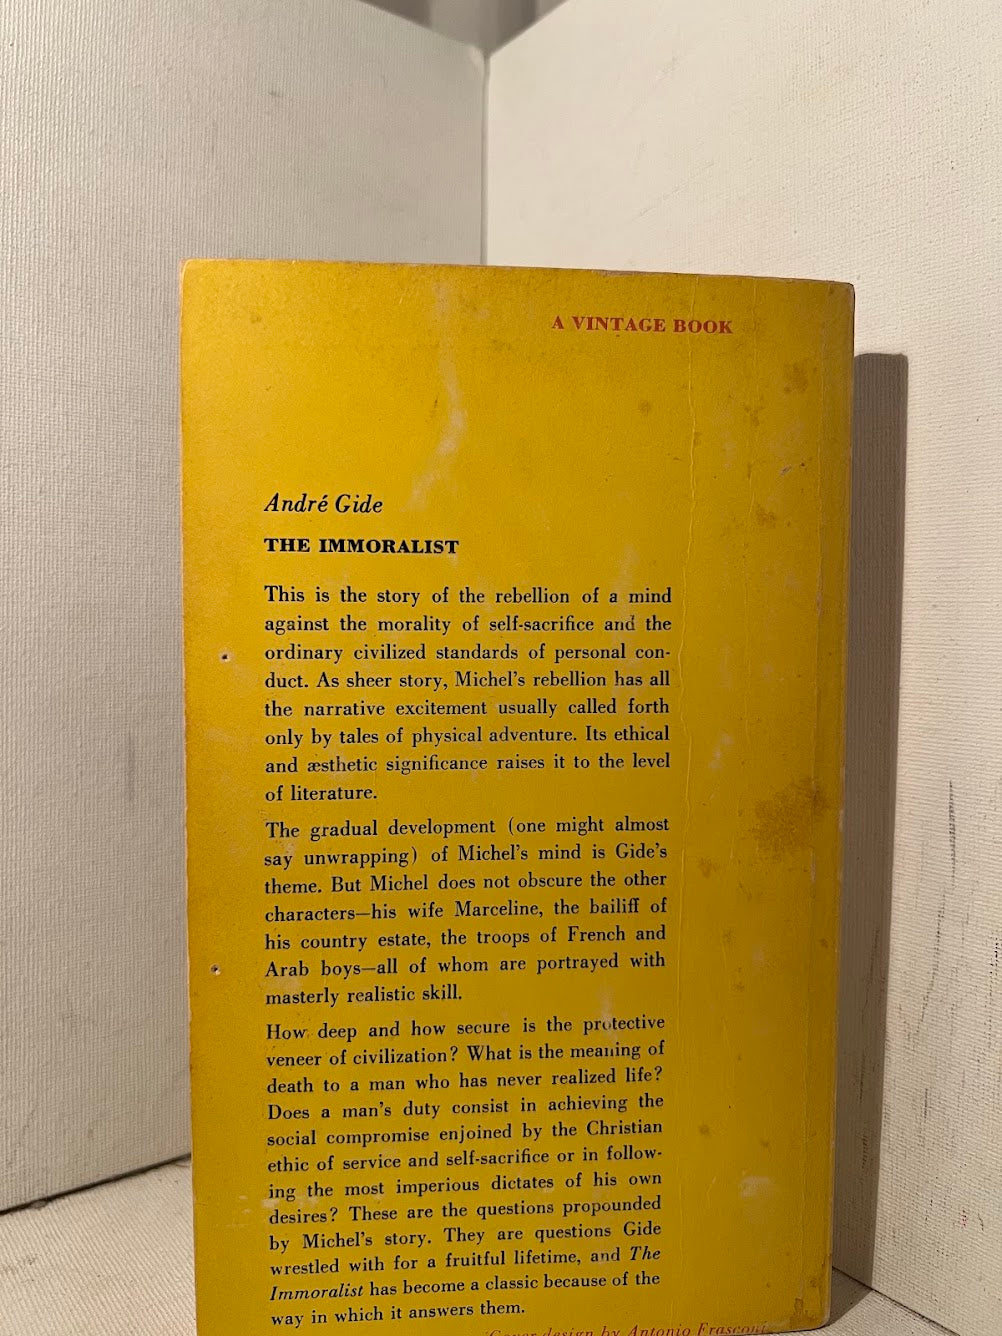 A VINTAGE BOOK
André Gide
THE IMMORALIST
This is the story of the rebellion of a mind
against the morality of self-sacrifice and the
ordinary civilized standards of personal con-
duct. As sheer story, Michel's rebellion has all
the narrative excitement usually called forth
only by tales of physical adventure. Its ethical
and æsthetic significance raises it to the level
of literature.
The gradual development (one might almost
say unwrapping) of Michel's mind is Gide's
theme. But Michel does not obscure the other
characters—his wife Marceline, the bailiff of
his country estate, the troops of French and
Arab boys—all of whom are portrayed with
masterly realistic skill.
How deep and how secure is the protective
veneer of civilization? What is the meaning of
death to a man who has never realized life?
Does a man's duty consist in achieving the
social compromise enjoined by the Christian
ethic of service and self-sacrifice or in follow-
ing the most imperious dictates of his own
desires? These are the questions propounded
by Michel's story. They are questions Gide
wrestled with for a fruitful lifetime, and The
Immoralist has become a classic because of the
way in which it answers them.
Cover design by Antonio Frasconi